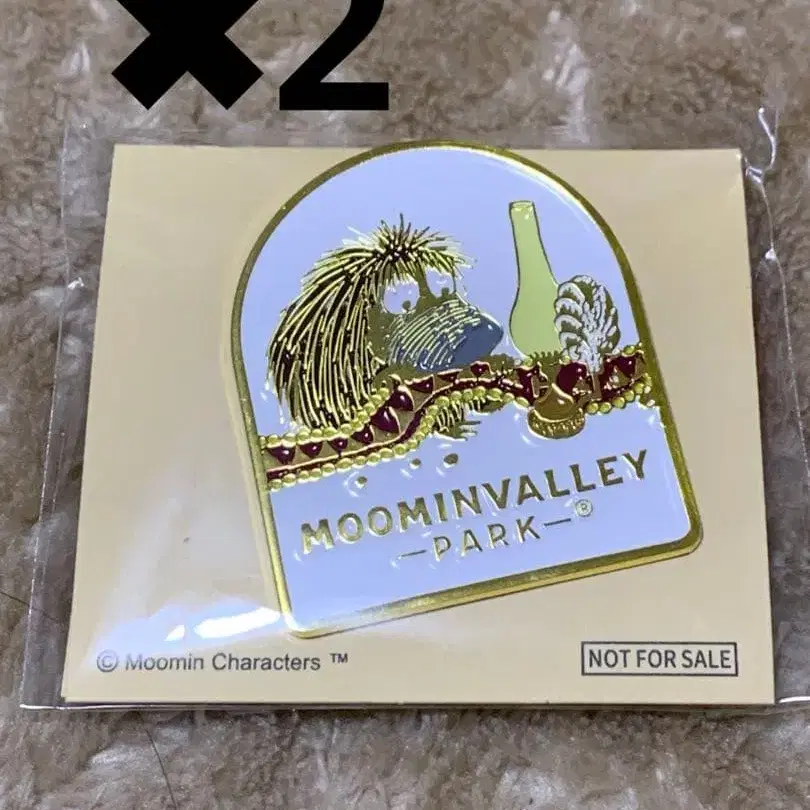 ✖2
MOOMINVALLEY
—PARK—®
© Moomin Characters ™
NOT FOR SALE